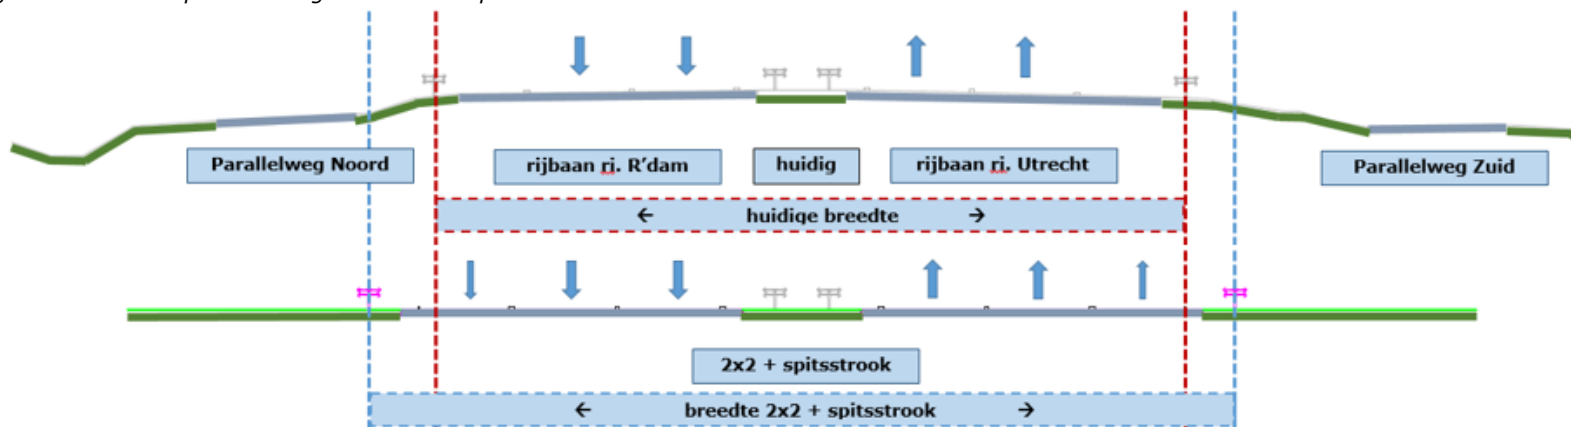 Parallelweg Noord
rijbaan ri. R'dam
huidig
rijbaan ri. Utrecht
Parallelweg Zuid
← huidige breedte →
2x2 + spitsstrook
← breedte 2x2 + spitsstrook →